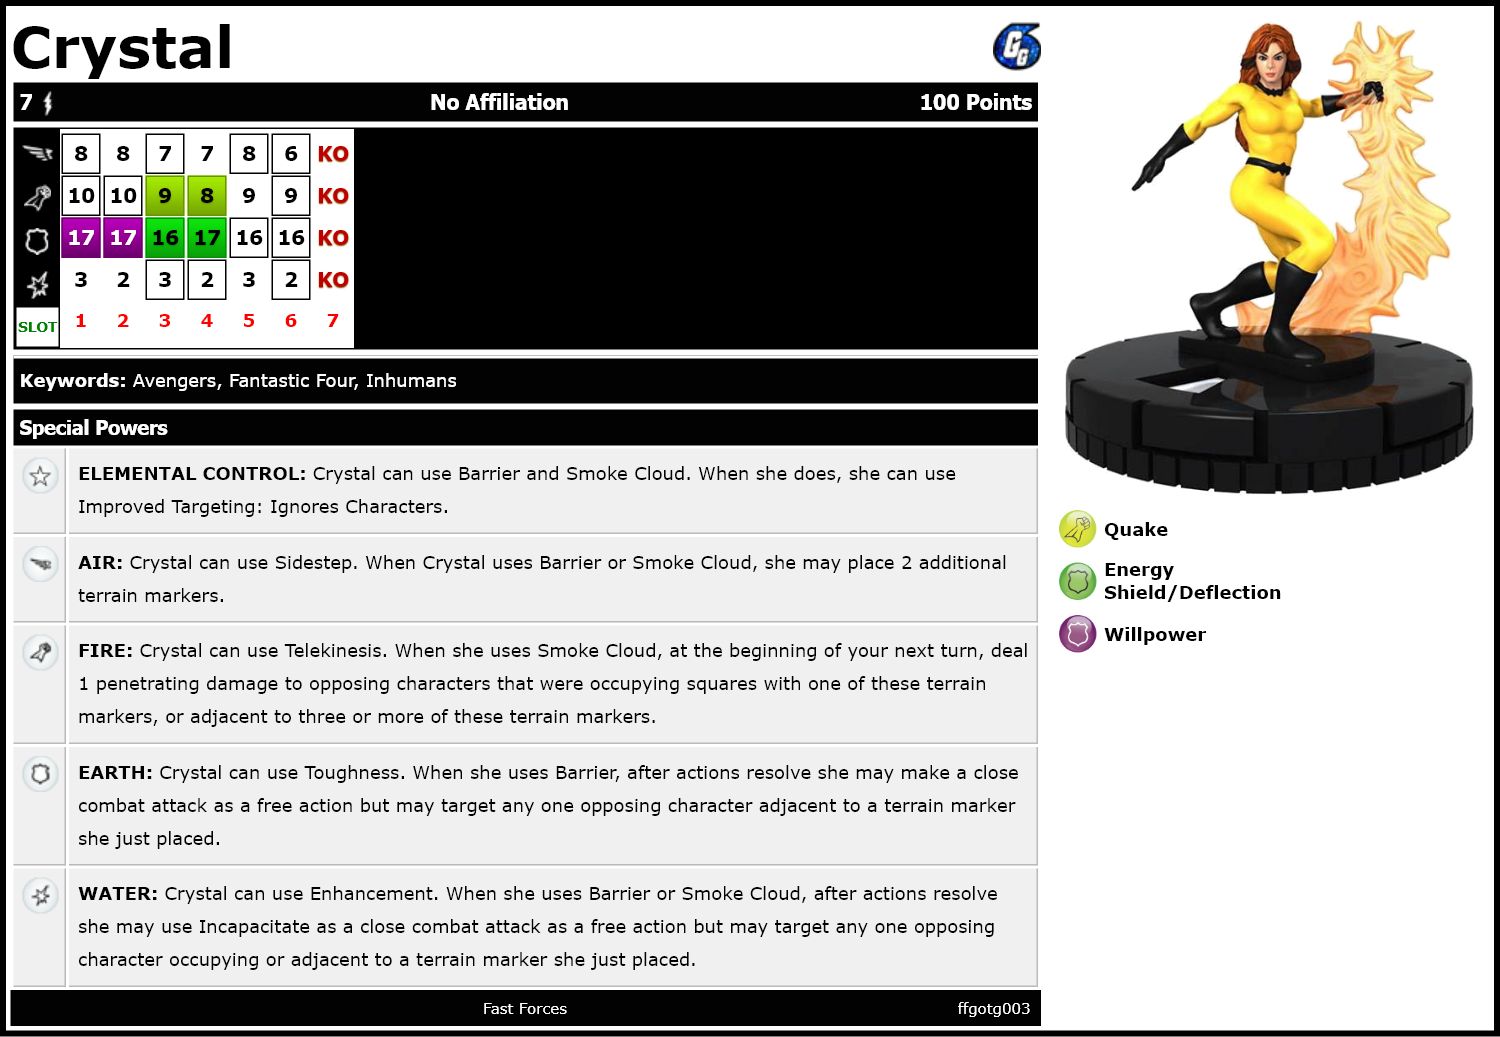 Crystal
GG
7 No Affiliation 100 Points
8 8 7 7 8 6 KO
10 10 9 8 9 9 KO
17 17 16 17 16 16 KO
3 2 3 2 3 2 KO
SLOT 1 2 3 4 5 6 7
Keywords: Avengers, Fantastic Four, Inhumans
Special Powers
ELEMENTAL CONTROL: Crystal can use Barrier and Smoke Cloud. When she does, she can use
Improved Targeting: Ignores Characters.
AIR: Crystal can use Sidestep. When Crystal uses Barrier or Smoke Cloud, she may place 2 additional
terrain markers.
FIRE: Crystal can use Telekinesis. When she uses Smoke Cloud, at the beginning of your next turn, deal
1 penetrating damage to opposing characters that were occupying squares with one of these terrain
markers, or adjacent to three or more of these terrain markers.
EARTH: Crystal can use Toughness. When she uses Barrier, after actions resolve she may make a close
combat attack as a free action but may target any one opposing character adjacent to a terrain marker
she just placed.
WATER: Crystal can use Enhancement. When she uses Barrier or Smoke Cloud, after actions resolve
she may use Incapacitate as a close combat attack as a free action but may target any one opposing
character occupying or adjacent to a terrain marker she just placed.
Fast Forces ffgotg003
Quake
Energy
Shield/Deflection
Willpower